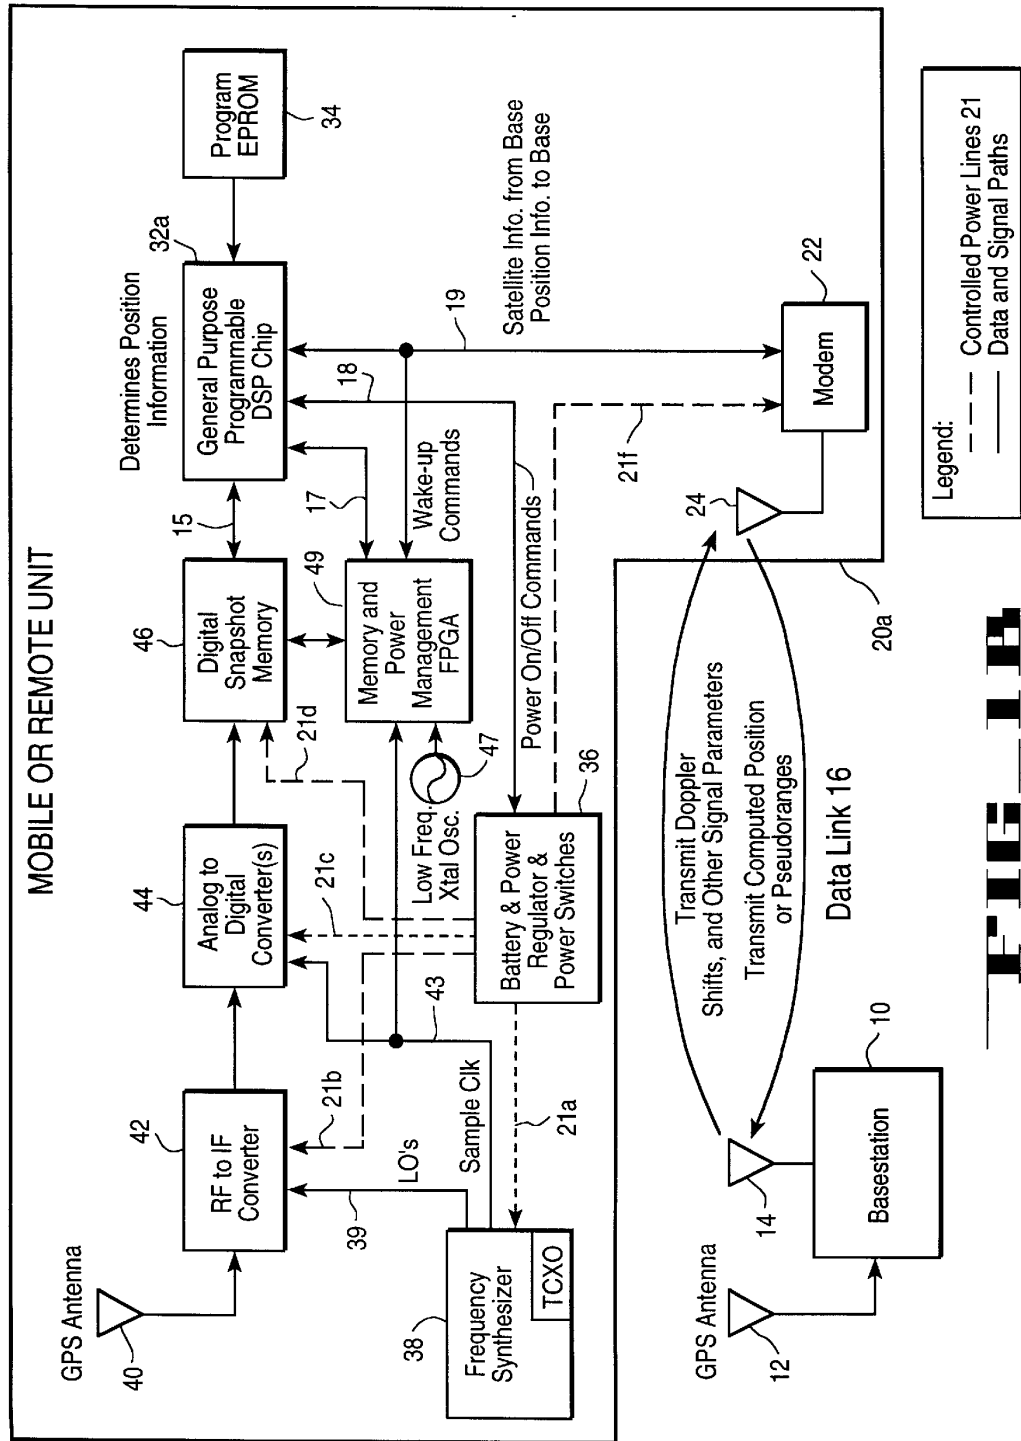 MOBILE OR REMOTE UNIT
GPS Antenna
40
42
RF to IF
Converter
44
Analog to
Digital
Converter(s)
46
Digital
Snapshot
Memory
15
Determines Position
Information
32a
General Purpose
Programmable
DSP Chip
Program
EPROM
34
39
LO's
21b
21c
21d
38
Frequency
Synthesizer
TCXO
Sample Clk
43
21a
Low Freq.
Xtal Osc.
47
49
Memory and
Power
Management
FPGA
17
18
Wake-up
Commands
19
Satellite Info. from Base
Position Info. to Base
Battery & Power
Regulator &
Power Switches
36
Power On/Off Commands
21f
Modem
22
24
20a
GPS Antenna
12
14
Basestation
10
Transmit Doppler
Shifts, and Other Signal Parameters
Transmit Computed Position
or Pseudoranges
Data Link 16
Legend:
Controlled Power Lines 21
Data and Signal Paths
FIG 1B